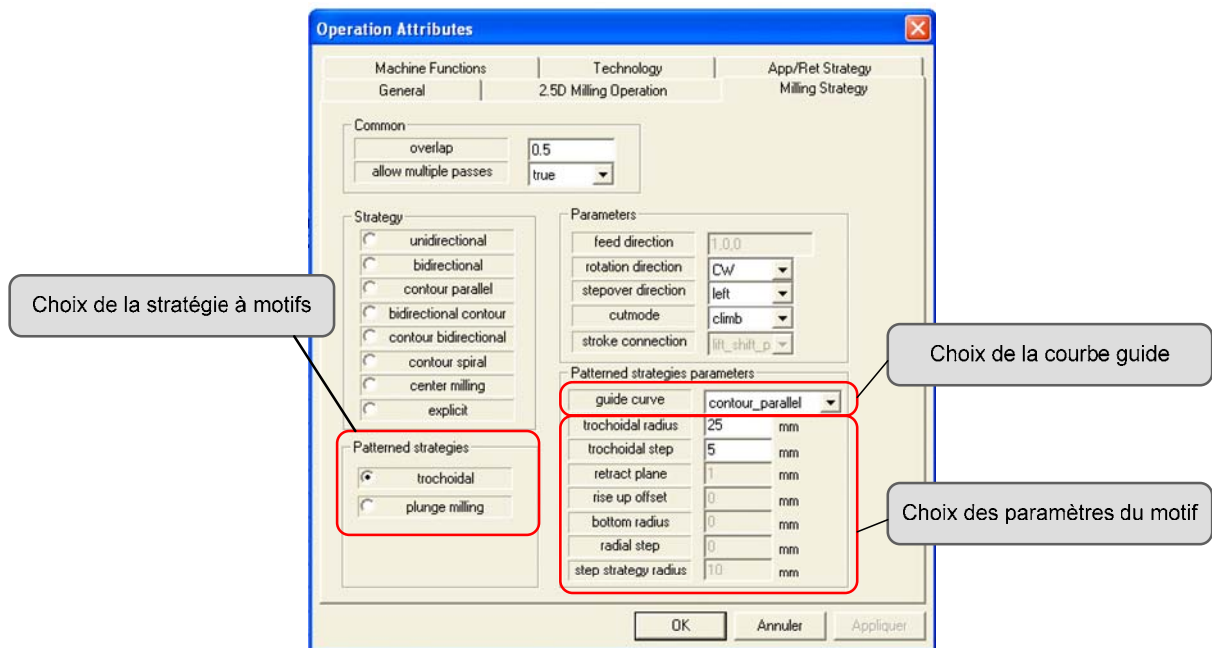 Operation Attributes
Machine Functions
Technology
App/Ret Strategy
General
2.5D Milling Operation
Milling Strategy
Common
overlap
0.5
allow multiple passes
true
Strategy
unidirectional
bidirectional
contour parallel
bidirectional contour
contour bidirectional
contour spiral
center milling
explicit
Parameters
feed direction
1,0,0
rotation direction
CW
stepover direction
left
cutmode
climb
stroke connection
lift_shift_p
Patterned strategies
trochoidal
plunge milling
Patterned strategies parameters
guide curve
contour_parallel
trochoidal radius
25 mm
trochoidal step
5 mm
retract plane
1 mm
rise up offset
0 mm
bottom radius
0 mm
radial step
0 mm
step strategy radius
10 mm
OK
Annuler
Appliquer
Choix de la stratégie à motifs
Choix de la courbe guide
Choix des paramètres du motif